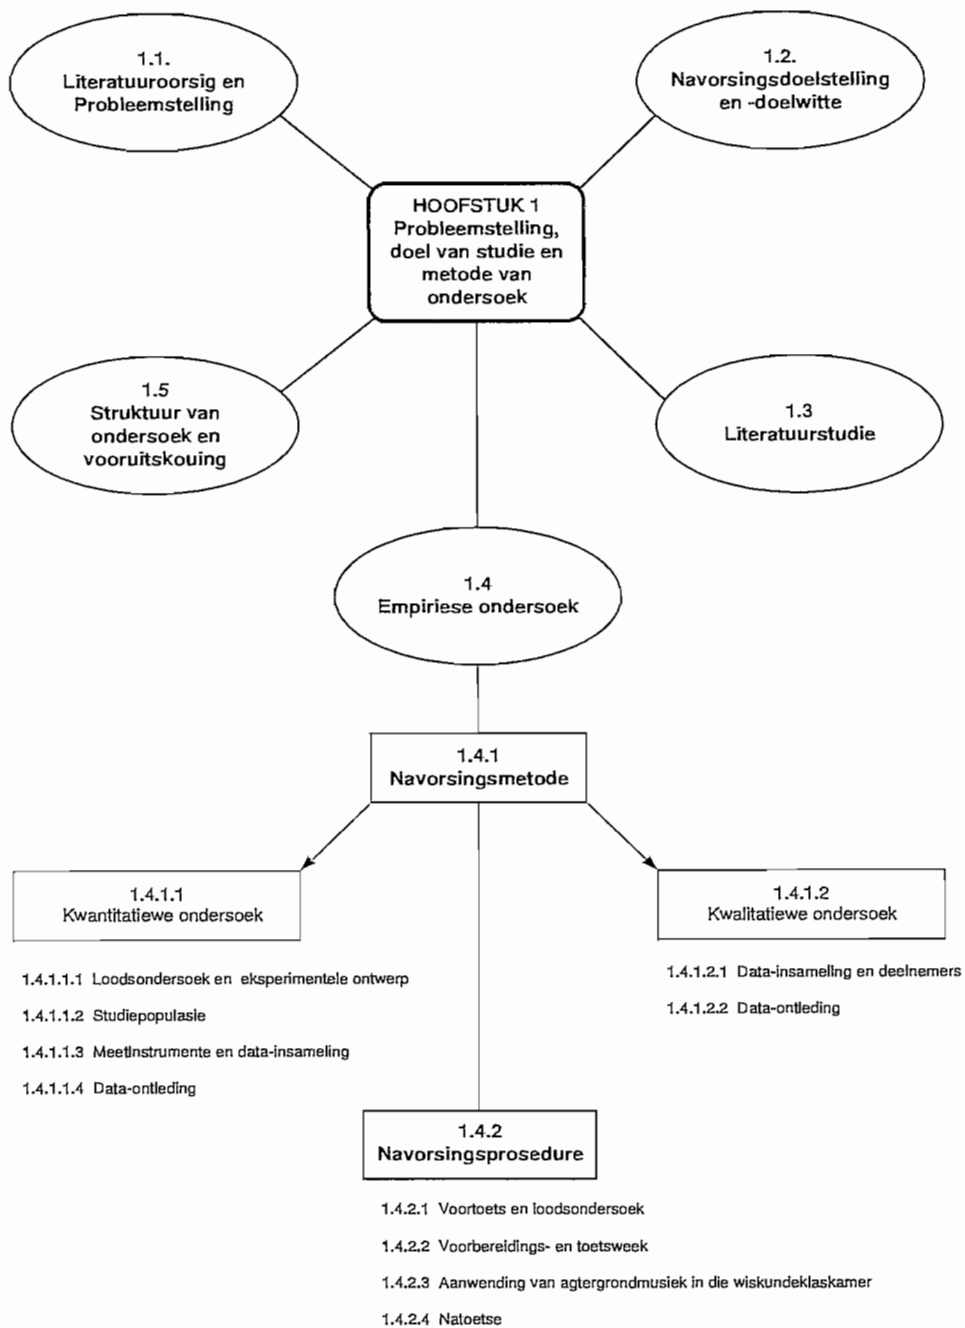 1.1.
Literatuuroorsig en
Probleemstelling
1.2.
Navorsingsdoelstelling
en -doelwitte
HOOFSTUK 1
Probleemstelling,
doel van studie en
metode van
ondersoek
1.5
Struktuur van
ondersoek en
vooruitskouing
1.3
Literatuurstudie
1.4
Empiriese ondersoek
1.4.1
Navorsingsmetode
1.4.1.1
Kwantitatiewe ondersoek
1.4.1.2
Kwalitatiewe ondersoek
1.4.1.1.1 Loodsondersoek en eksperimentele ontwerp
1.4.1.1.2 Studiepopulasie
1.4.1.1.3 Meetinstrumente en data-insameling
1.4.1.1.4 Data-ontleding
1.4.1.2.1 Data-insameling en deelnemers
1.4.1.2.2 Data-ontleding
1.4.2
Navorsingsprosedure
1.4.2.1 Voortoets en loodsondersoek
1.4.2.2 Voorbereidings- en toetsweek
1.4.2.3 Aanwending van agtergrondmusiek in die wiskundeklaskamer
1.4.2.4 Natoetse